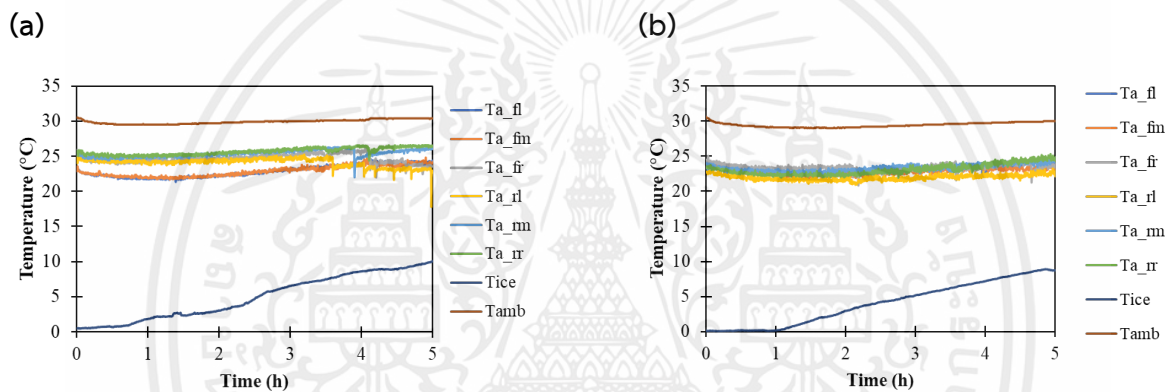 (a)
(b)
35
30
25
20
15
10
5
0
Temperature (°C)
0 1 2 3 4 5
Time (h)
Ta_fl
Ta_fm
Ta_fr
Ta_rl
Ta_rm
Ta_rr
Tice
Tamb
35
30
25
20
15
10
5
0
Temperature (°C)
0 1 2 3 4 5
Time (h)
Ta_fl
Ta_fm
Ta_fr
Ta_rl
Ta_rm
Ta_rr
Tice
Tamb